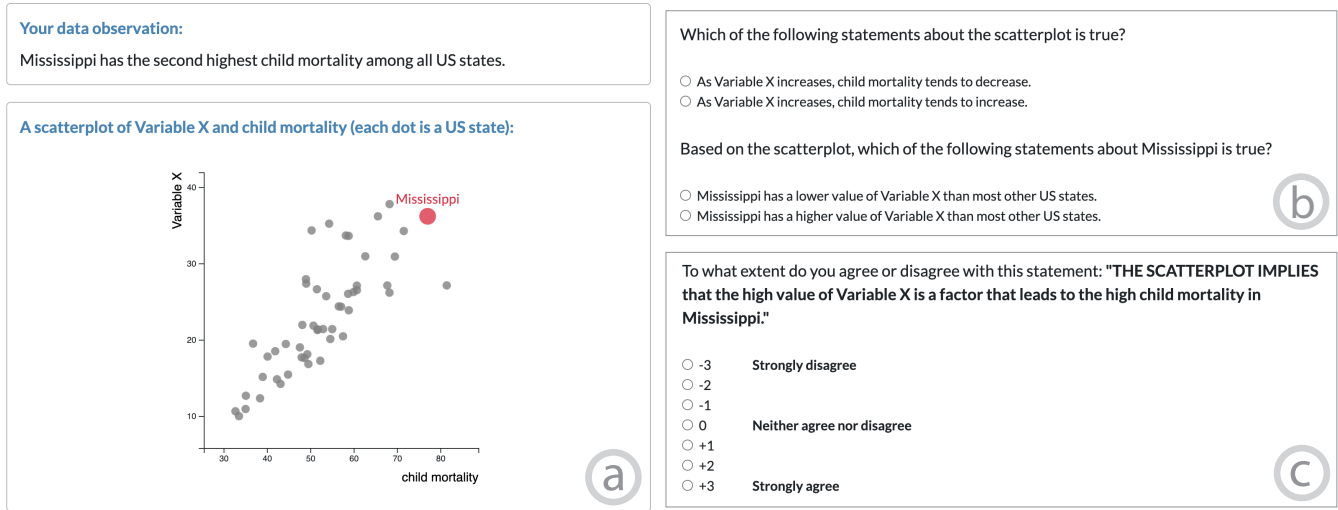 Your data observation:
Mississippi has the second highest child mortality among all US states.
A scatterplot of Variable X and child mortality (each dot is a US state):
Variable X
40
30
20
10
Mississippi
30 40 50 60 70 80
child mortality
a
Which of the following statements about the scatterplot is true?
As Variable X increases, child mortality tends to decrease.
As Variable X increases, child mortality tends to increase.
Based on the scatterplot, which of the following statements about Mississippi is true?
Mississippi has a lower value of Variable X than most other US states.
Mississippi has a higher value of Variable X than most other US states.
b
To what extent do you agree or disagree with this statement: "THE SCATTERPLOT IMPLIES
that the high value of Variable X is a factor that leads to the high child mortality in
Mississippi."
-3 Strongly disagree
-2
-1
0 Neither agree nor disagree
+1
+2
+3 Strongly agree
c